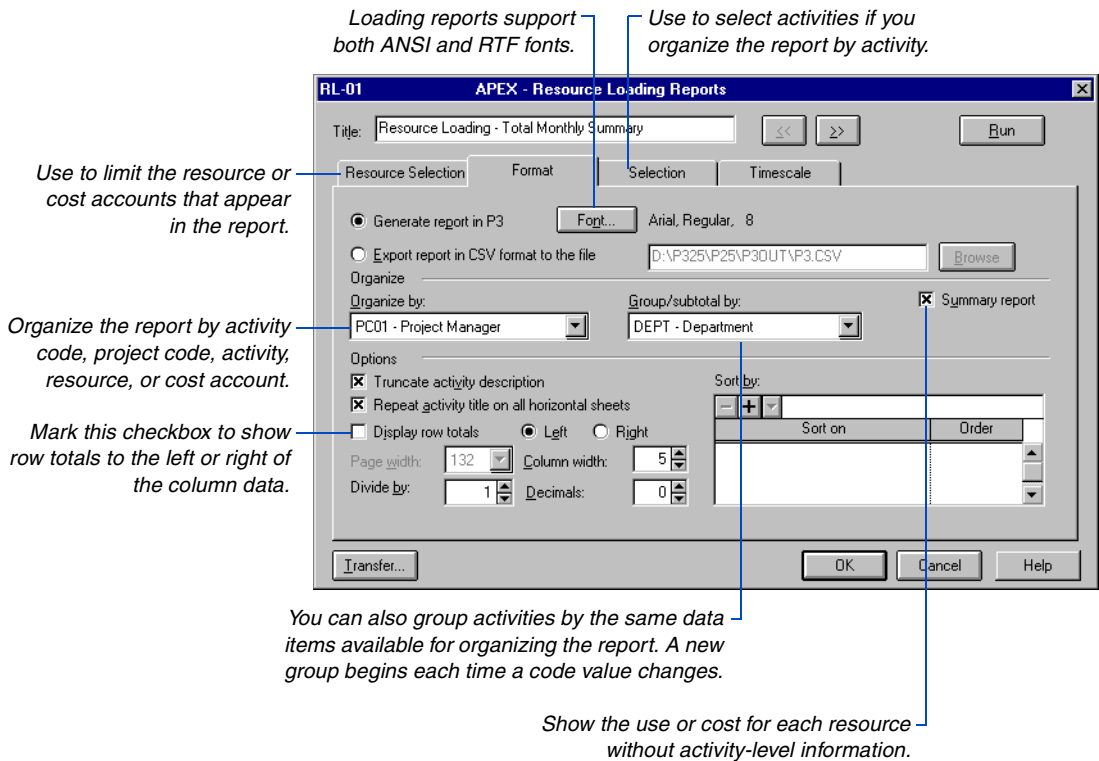 Loading reports support
both ANSI and RTF fonts.
Use to select activities if you
organize the report by activity.
RL-01 APEX - Resource Loading Reports
Title: Resource Loading - Total Monthly Summary << >> Run
Use to limit the resource or
cost accounts that appear
in the report.
Resource Selection Format Selection Timescale
Generate report in P3 Font... Arial, Regular, 8
Export report in CSV format to the file D:\P325\P25\P3OUT\P3.CSV Browse
Organize
Organize by: Group/subtotal by: Summary report
PC01 - Project Manager DEPT - Department
Organize the report by activity
code, project code, activity,
resource, or cost account.
Options
Truncate activity description Sort by:
Repeat activity title on all horizontal sheets
Mark this checkbox to show
row totals to the left or right of
the column data.
Display row totals Left Right Sort on Order
Page width: 132 Column width: 5
Divide by: 1 Decimals: 0
Transfer... OK Cancel Help
You can also group activities by the same data
items available for organizing the report. A new
group begins each time a code value changes.
Show the use or cost for each resource
without activity-level information.